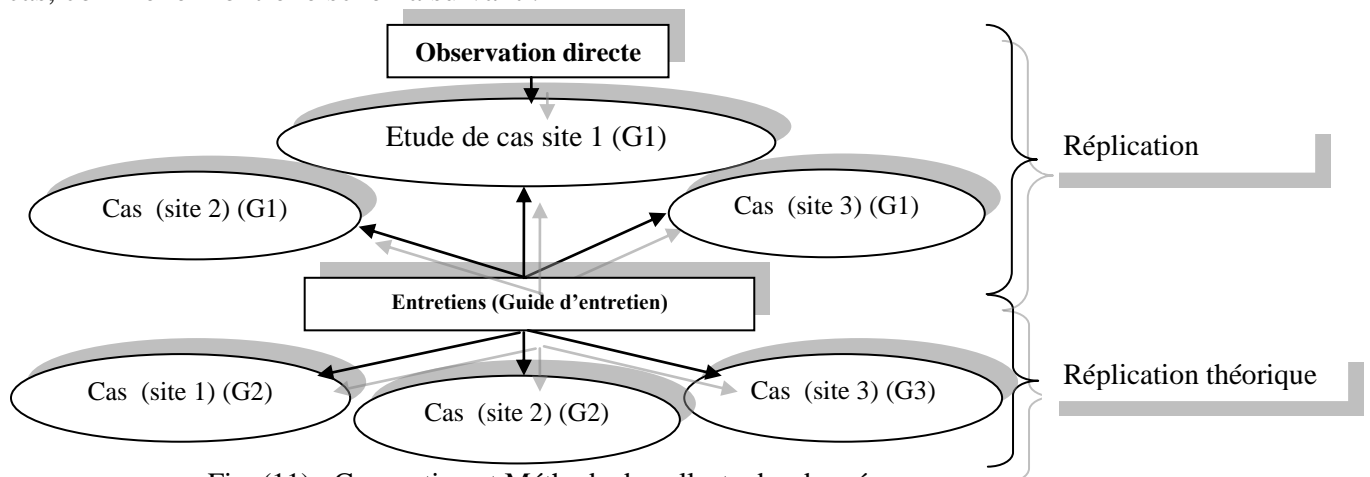 Observation directe
Etude de cas site 1 (G1)
Réplication
Cas (site 2) (G1)
Cas (site 3) (G1)
Entretiens (Guide d'entretien)
Cas (site 1) (G2)
Cas (site 2) (G2)
Cas (site 3) (G3)
Réplication théorique